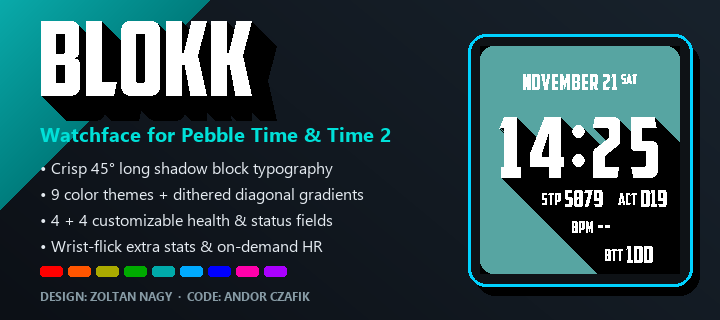 BLOKK
Watchface for Pebble Time & Time 2
• Crisp 45° long shadow block typography
• 9 color themes + dithered diagonal gradients
• 4 + 4 customizable health & status fields
• Wrist-flick extra stats & on-demand HR
DESIGN: ZOLTAN NAGY · CODE: ANDOR CZAFIK
NOVEMBER 21 SAT
14:25
STP 5079 ACT 019
BPM --
BTT 100